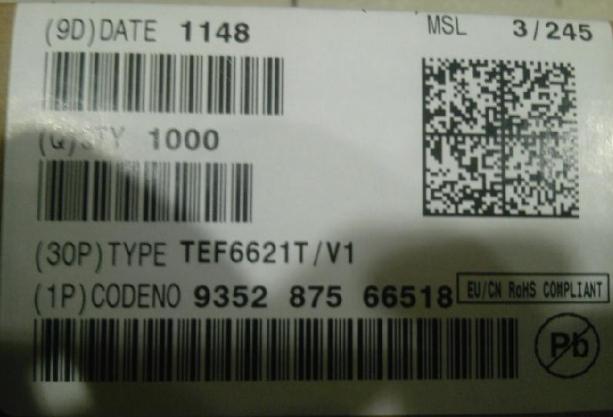 (9D)DATE 1148
MSL 3/245
(Q)QTY 1000
(30P)TYPE TEF6621T/V1
(1P)CODENO 9352 875 66518
EU/CN RoHS COMPLIANT
Pb